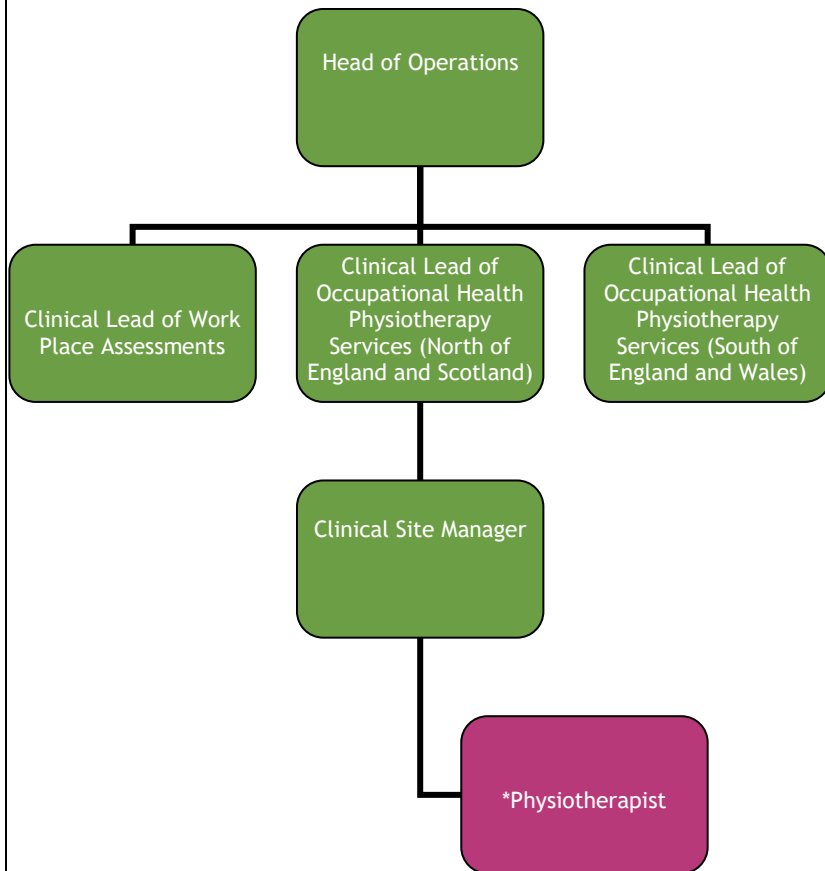 Head of Operations
Clinical Lead of Work
Place Assessments
Clinical Lead of
Occupational Health
Physiotherapy
Services (North of
England and Scotland)
Clinical Lead of
Occupational Health
Physiotherapy
Services (South of
England and Wales)
Clinical Site Manager
*Physiotherapist